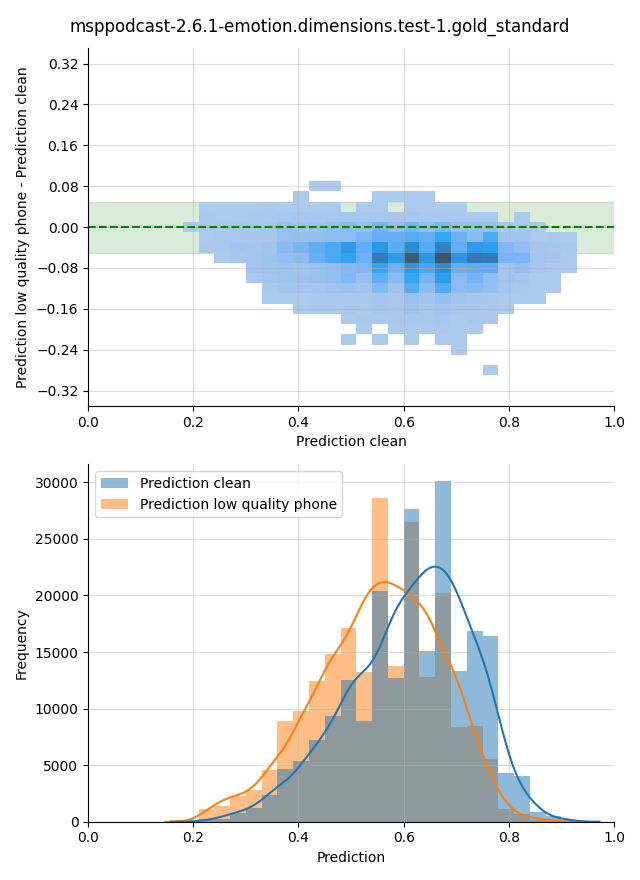 msppodcast-2.6.1-emotion.dimensions.test-1.gold_standard
Prediction low quality phone - Prediction clean
0.32
0.24
0.16
0.08
0.00
−0.08
−0.16
−0.24
−0.32
0.0 0.2 0.4 0.6 0.8 1.0
Prediction clean
Frequency
30000
25000
20000
15000
10000
5000
0
Prediction clean
Prediction low quality phone
0.0 0.2 0.4 0.6 0.8 1.0
Prediction